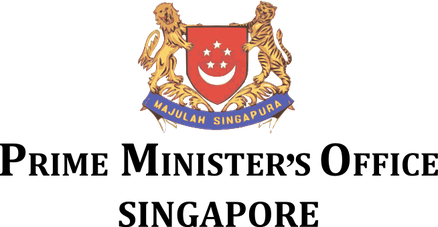 MAJULAH SINGAPURA
PRIME MINISTER'S OFFICE
SINGAPORE